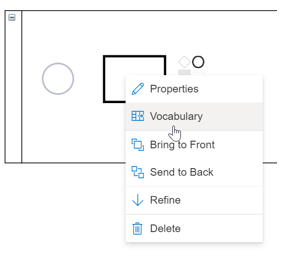 Properties
Vocabulary
Bring to Front
Send to Back
Refine
Delete